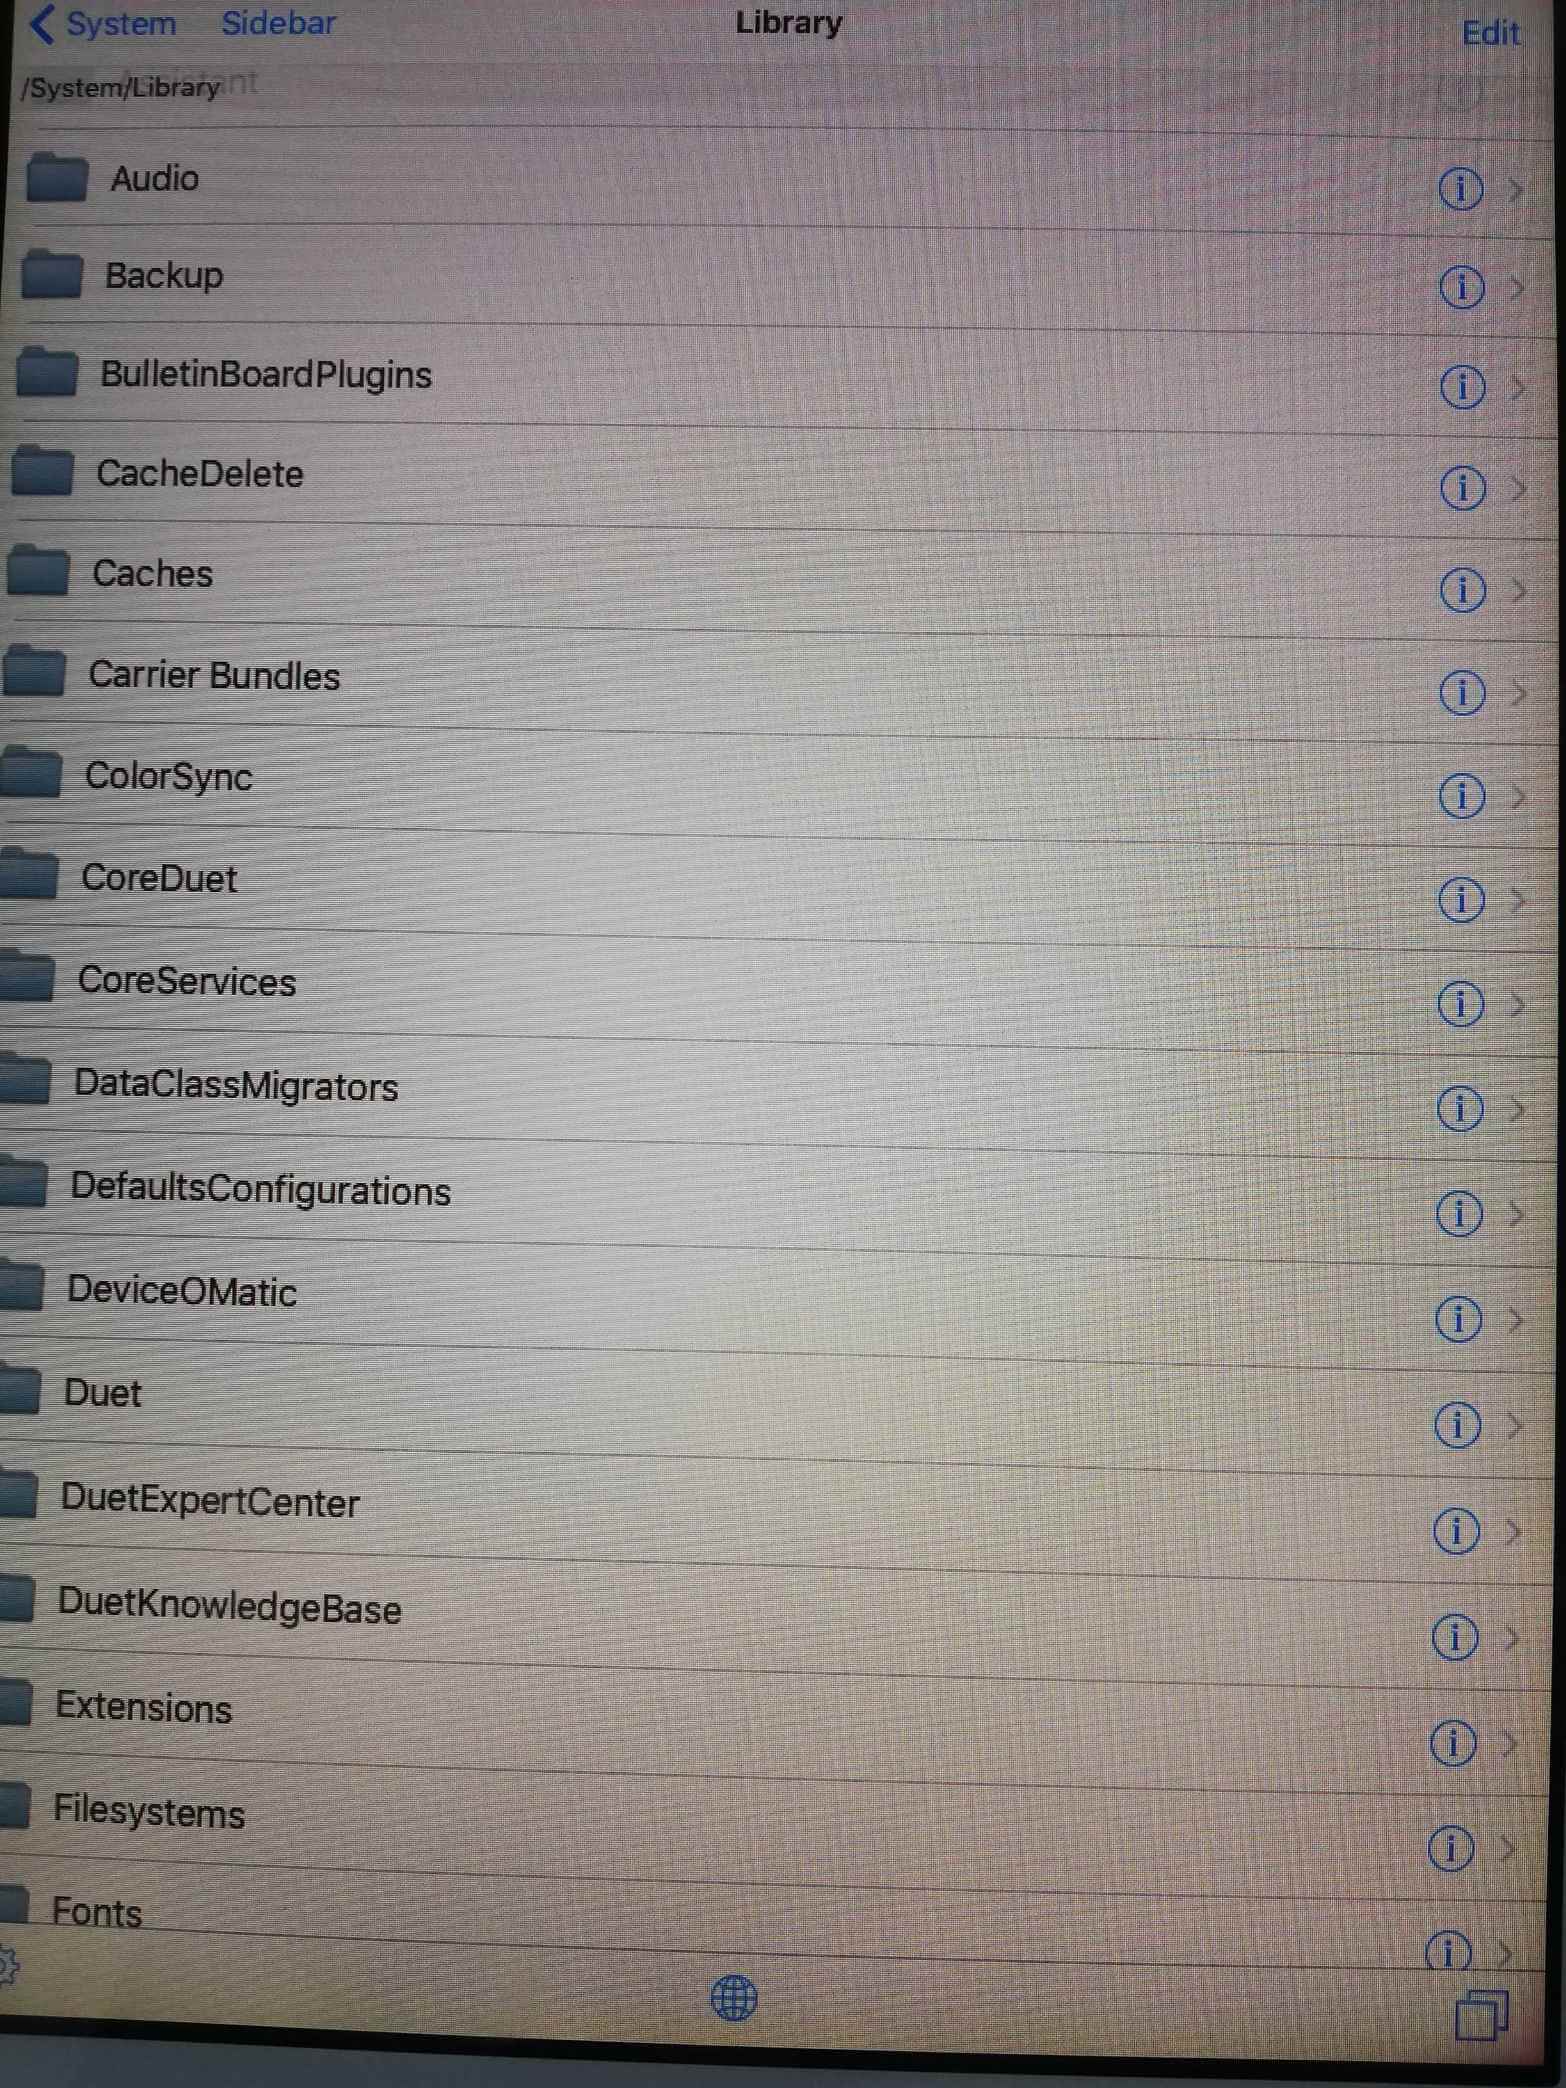 System Sidebar Library Edit
/System/Library
Audio
Backup
BulletinBoardPlugins
CacheDelete
Caches
Carrier Bundles
ColorSync
CoreDuet
CoreServices
DataClassMigrators
DefaultsConfigurations
DeviceOMatic
Duet
DuetExpertCenter
DuetKnowledgeBase
Extensions
Filesystems
Fonts